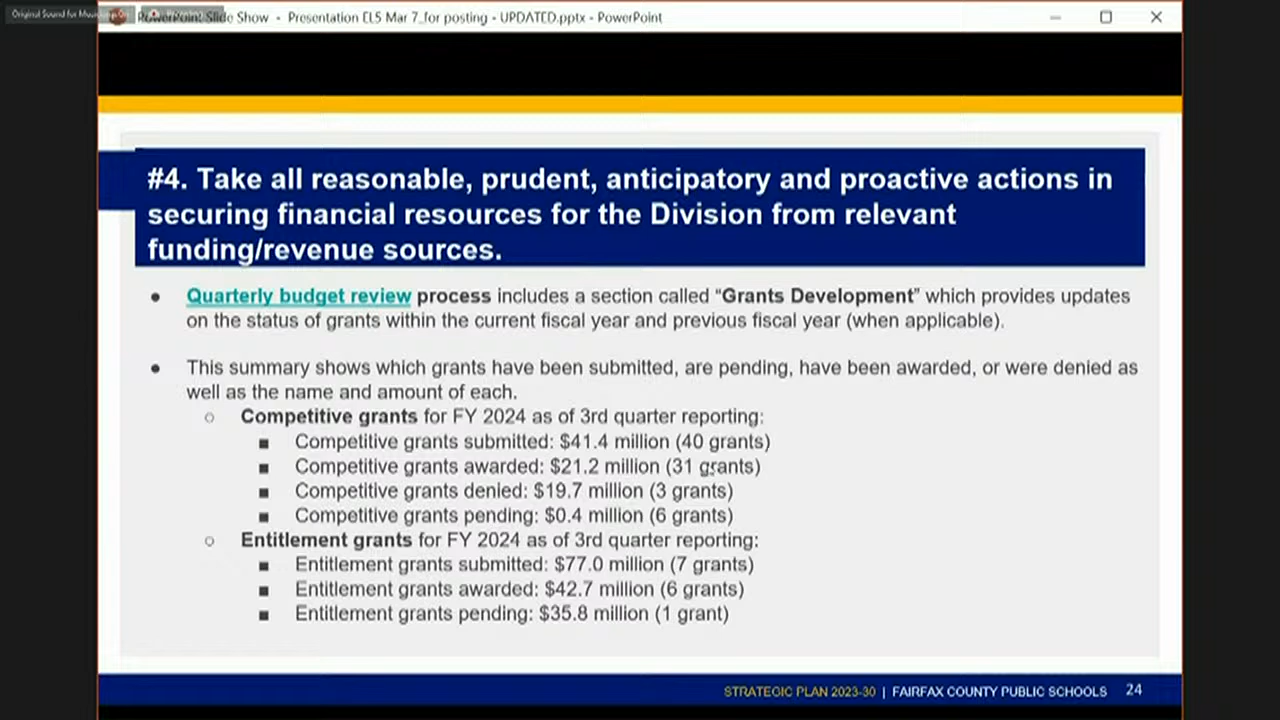 Original Sound for Musicians: On
PowerPoint Slide Show - Presentation EL5 Mar 7_for posting - UPDATED.pptx - PowerPoint
#4. Take all reasonable, prudent, anticipatory and proactive actions in
securing financial resources for the Division from relevant
funding/revenue sources.
● Quarterly budget review process includes a section called “Grants Development” which provides updates
on the status of grants within the current fiscal year and previous fiscal year (when applicable).
● This summary shows which grants have been submitted, are pending, have been awarded, or were denied as
well as the name and amount of each.
○ Competitive grants for FY 2024 as of 3rd quarter reporting:
■ Competitive grants submitted: $41.4 million (40 grants)
■ Competitive grants awarded: $21.2 million (31 grants)
■ Competitive grants denied: $19.7 million (3 grants)
■ Competitive grants pending: $0.4 million (6 grants)
○ Entitlement grants for FY 2024 as of 3rd quarter reporting:
■ Entitlement grants submitted: $77.0 million (7 grants)
■ Entitlement grants awarded: $42.7 million (6 grants)
■ Entitlement grants pending: $35.8 million (1 grant)
STRATEGIC PLAN 2023-30 | FAIRFAX COUNTY PUBLIC SCHOOLS 24